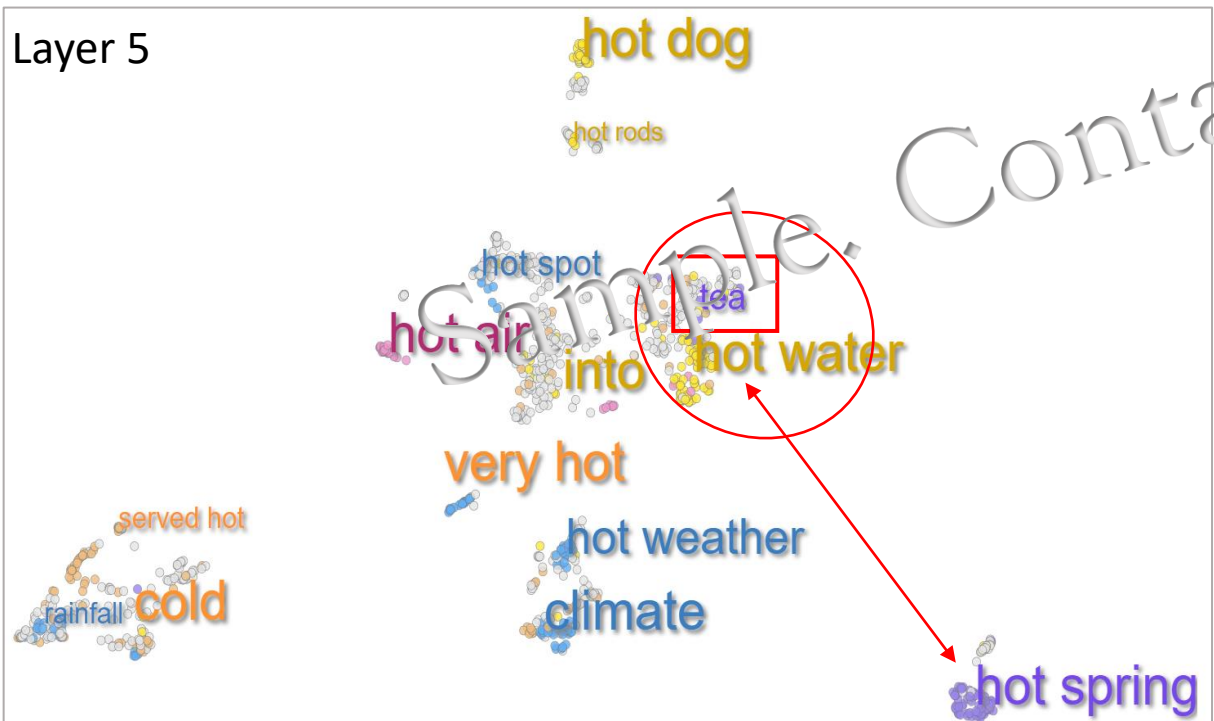 Layer 5
hot dog
hot rods
Sample. Conta
hot spot
tea
hot air
into
hot water
very hot
served hot
hot weather
rainfall
cold
climate
hot spring